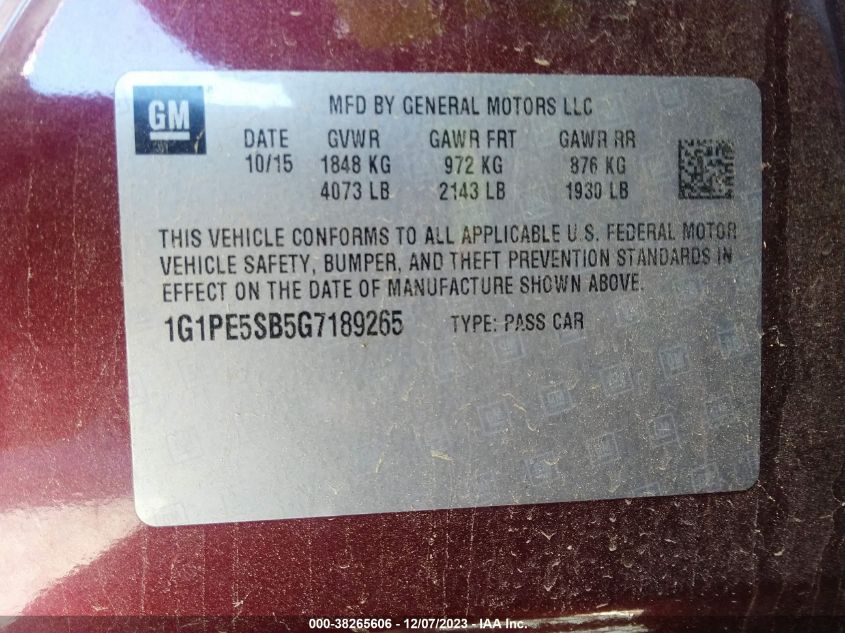 GM
MFD BY GENERAL MOTORS LLC
DATE GVWR GAWR FRT GAWR RR
10/15 1848 KG 972 KG 876 KG
4073 LB 2143 LB 1930 LB
THIS VEHICLE CONFORMS TO ALL APPLICABLE U.S. FEDERAL MOTOR
VEHICLE SAFETY, BUMPER, AND THEFT PREVENTION STANDARDS IN
EFFECT ON THE DATE OF MANUFACTURE SHOWN ABOVE.
1G1PE5SB5G7189265 TYPE: PASS CAR
000-38265606 - 12/07/2023 - IAA Inc.